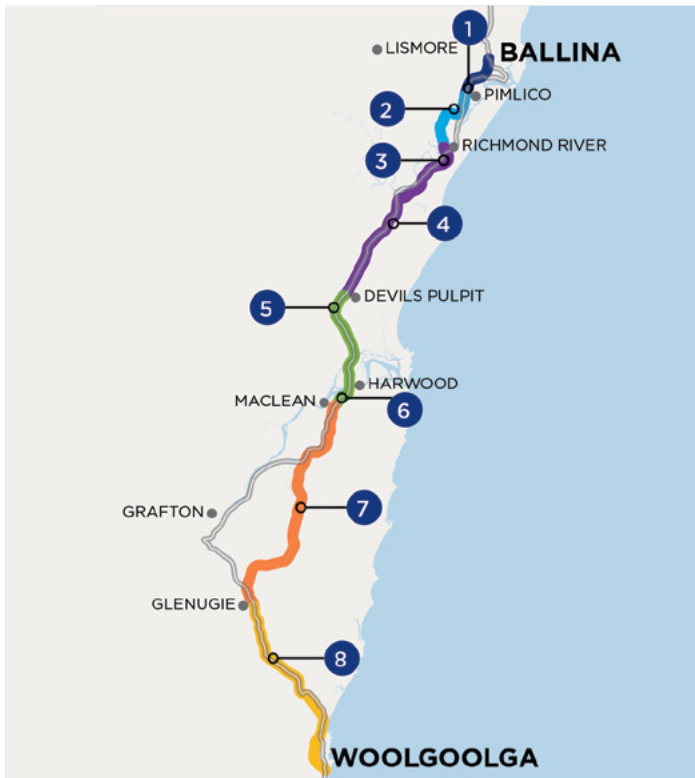 1
LISMORE
BALLINA
PIMLICO
2
RICHMOND RIVER
3
4
DEVILS PULPIT
5
HARWOOD
MACLEAN
6
7
GRAFTON
GLENUGIE
8
WOOLGOOLGA